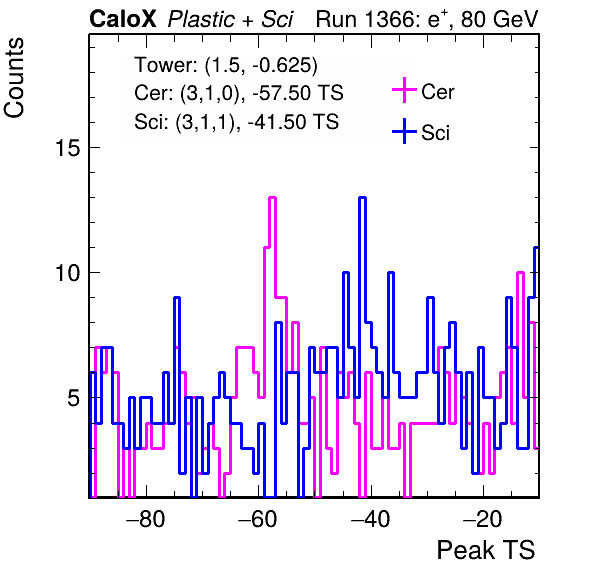 CaloX Plastic + Sci Run 1366: e+, 80 GeV
Tower: (1.5, -0.625)
Cer: (3,1,0), -57.50 TS
Sci: (3,1,1), -41.50 TS
Cer
Sci
Counts
15
10
5
−80 −60 −40 −20
Peak TS